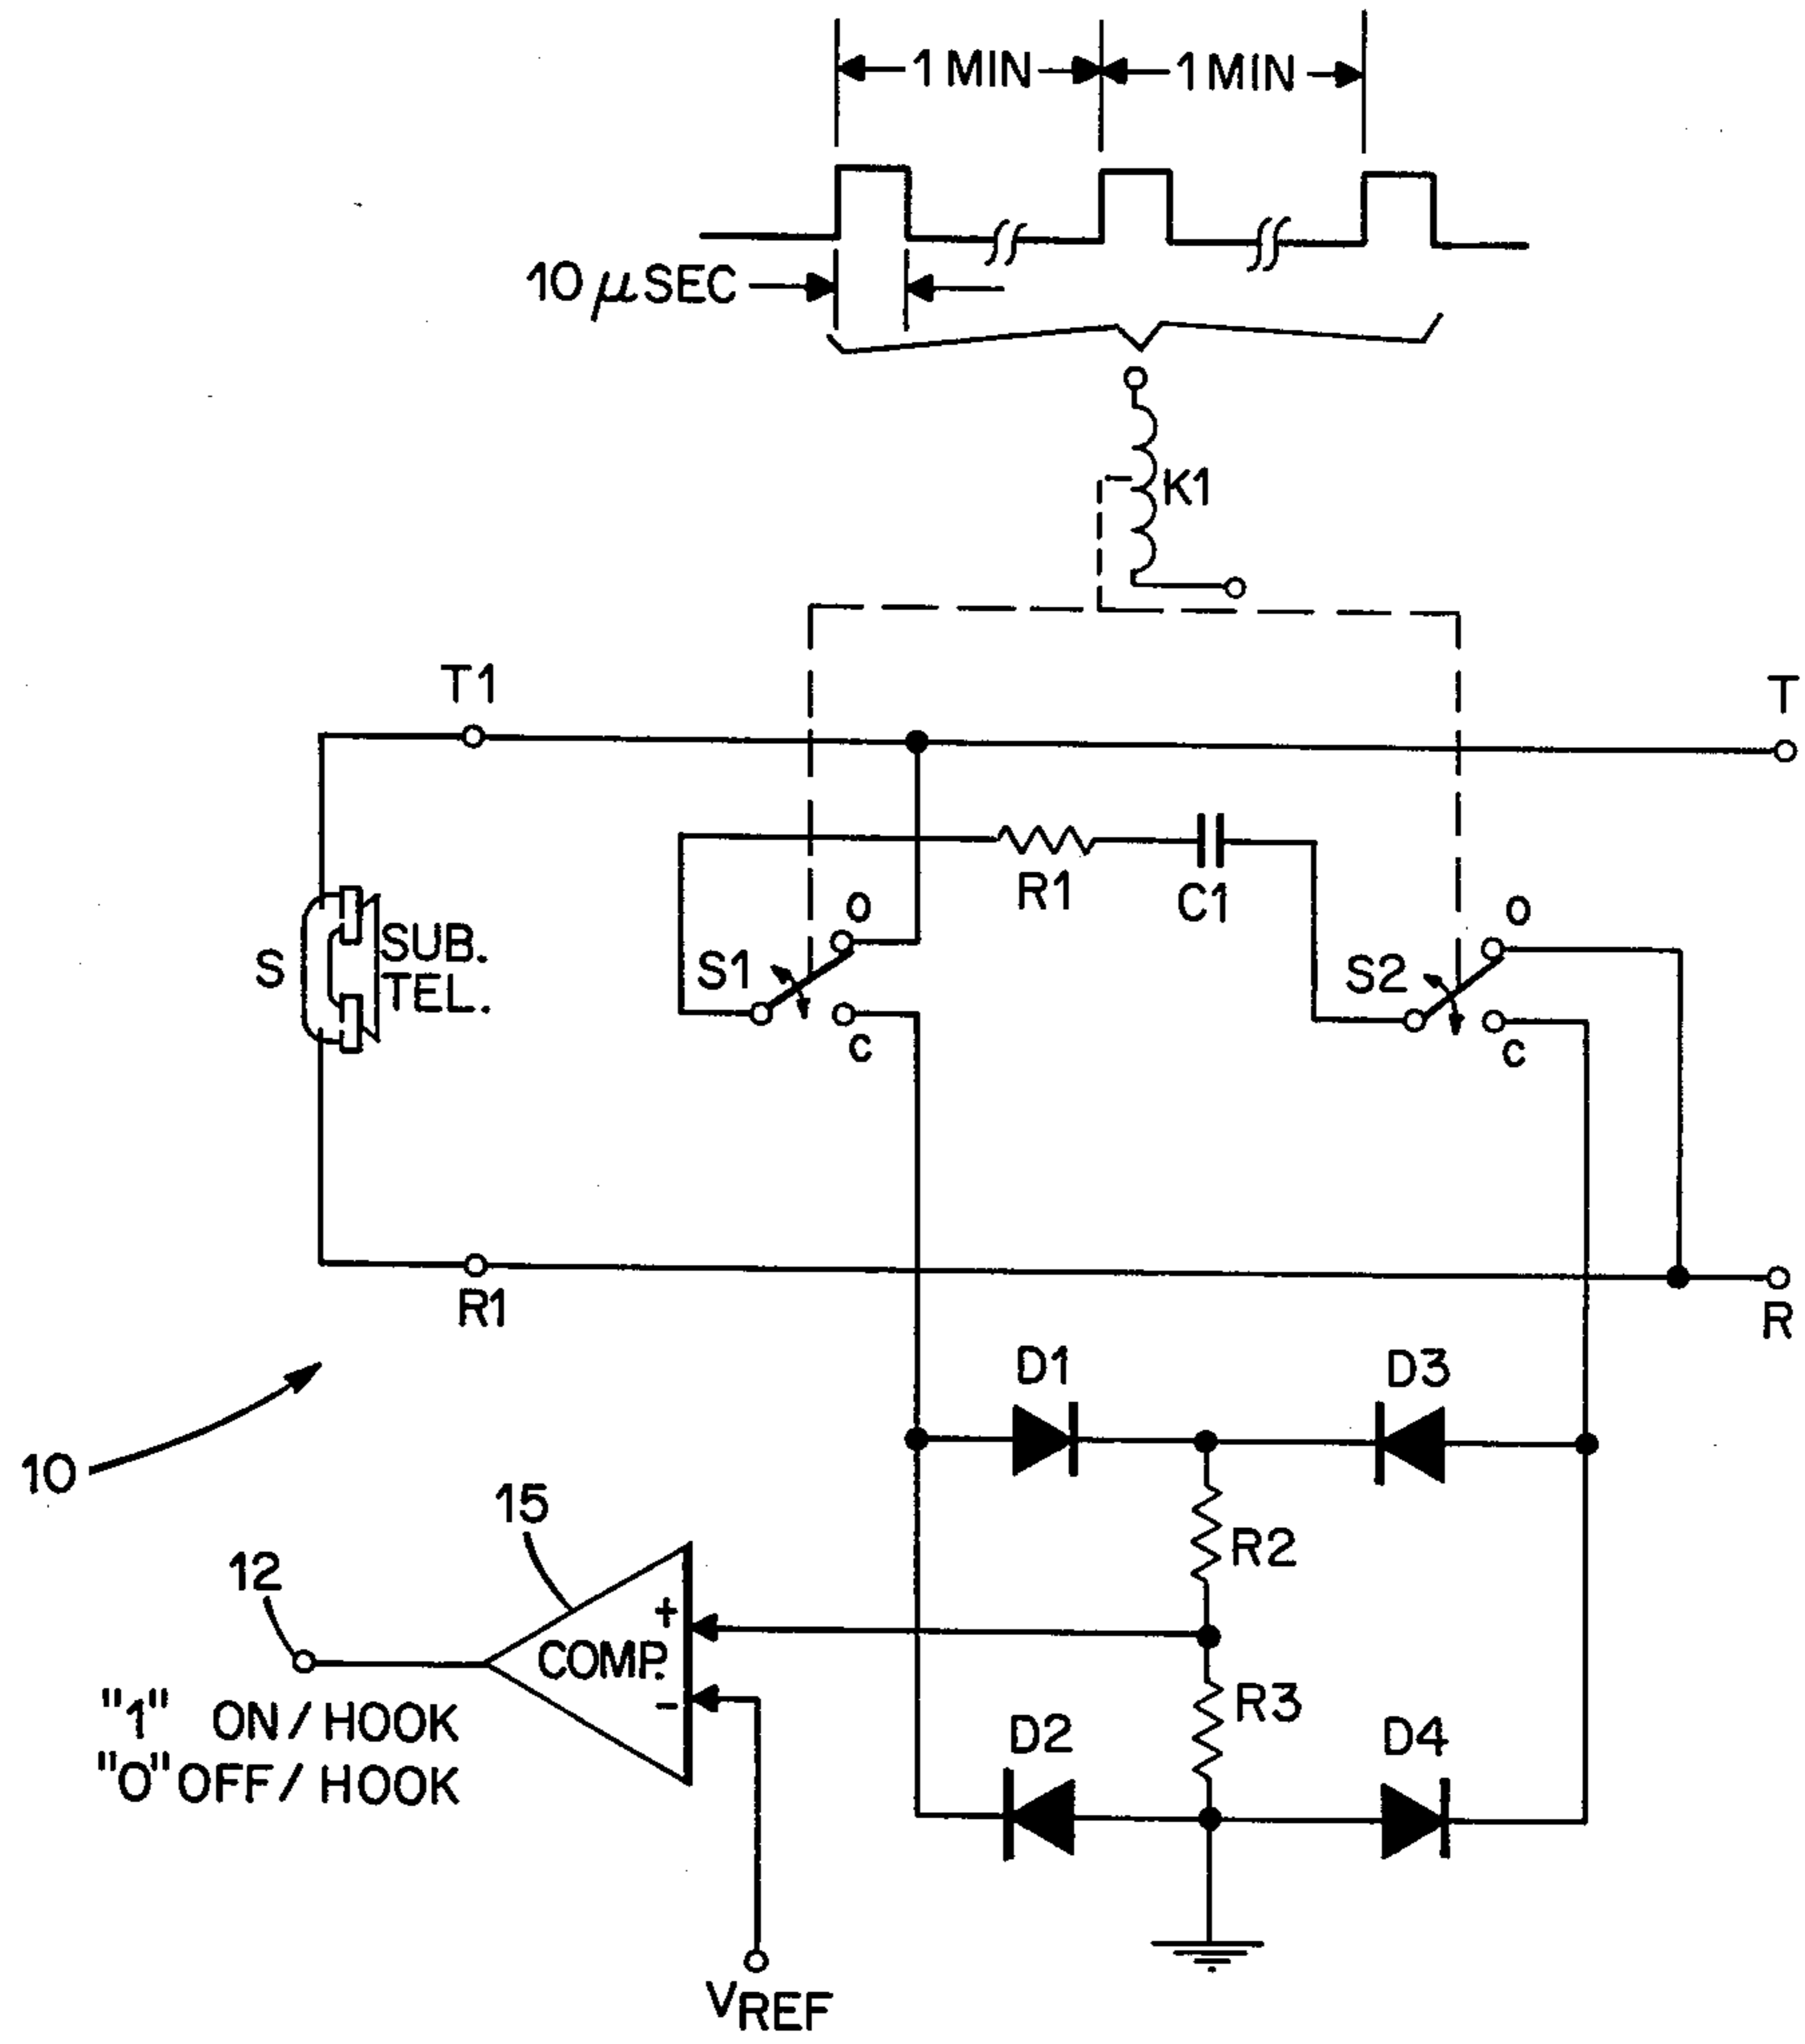 1 MIN 1 MIN
10 μSEC
K1
T1
T
R1
C1
O
O
S1
S2
S
SUB.
TEL.
C
C
R1
R
D1
D3
10
15
R2
12
+
COMP.
-
R3
"1" ON/HOOK
D2
D4
"0" OFF/HOOK
VREF